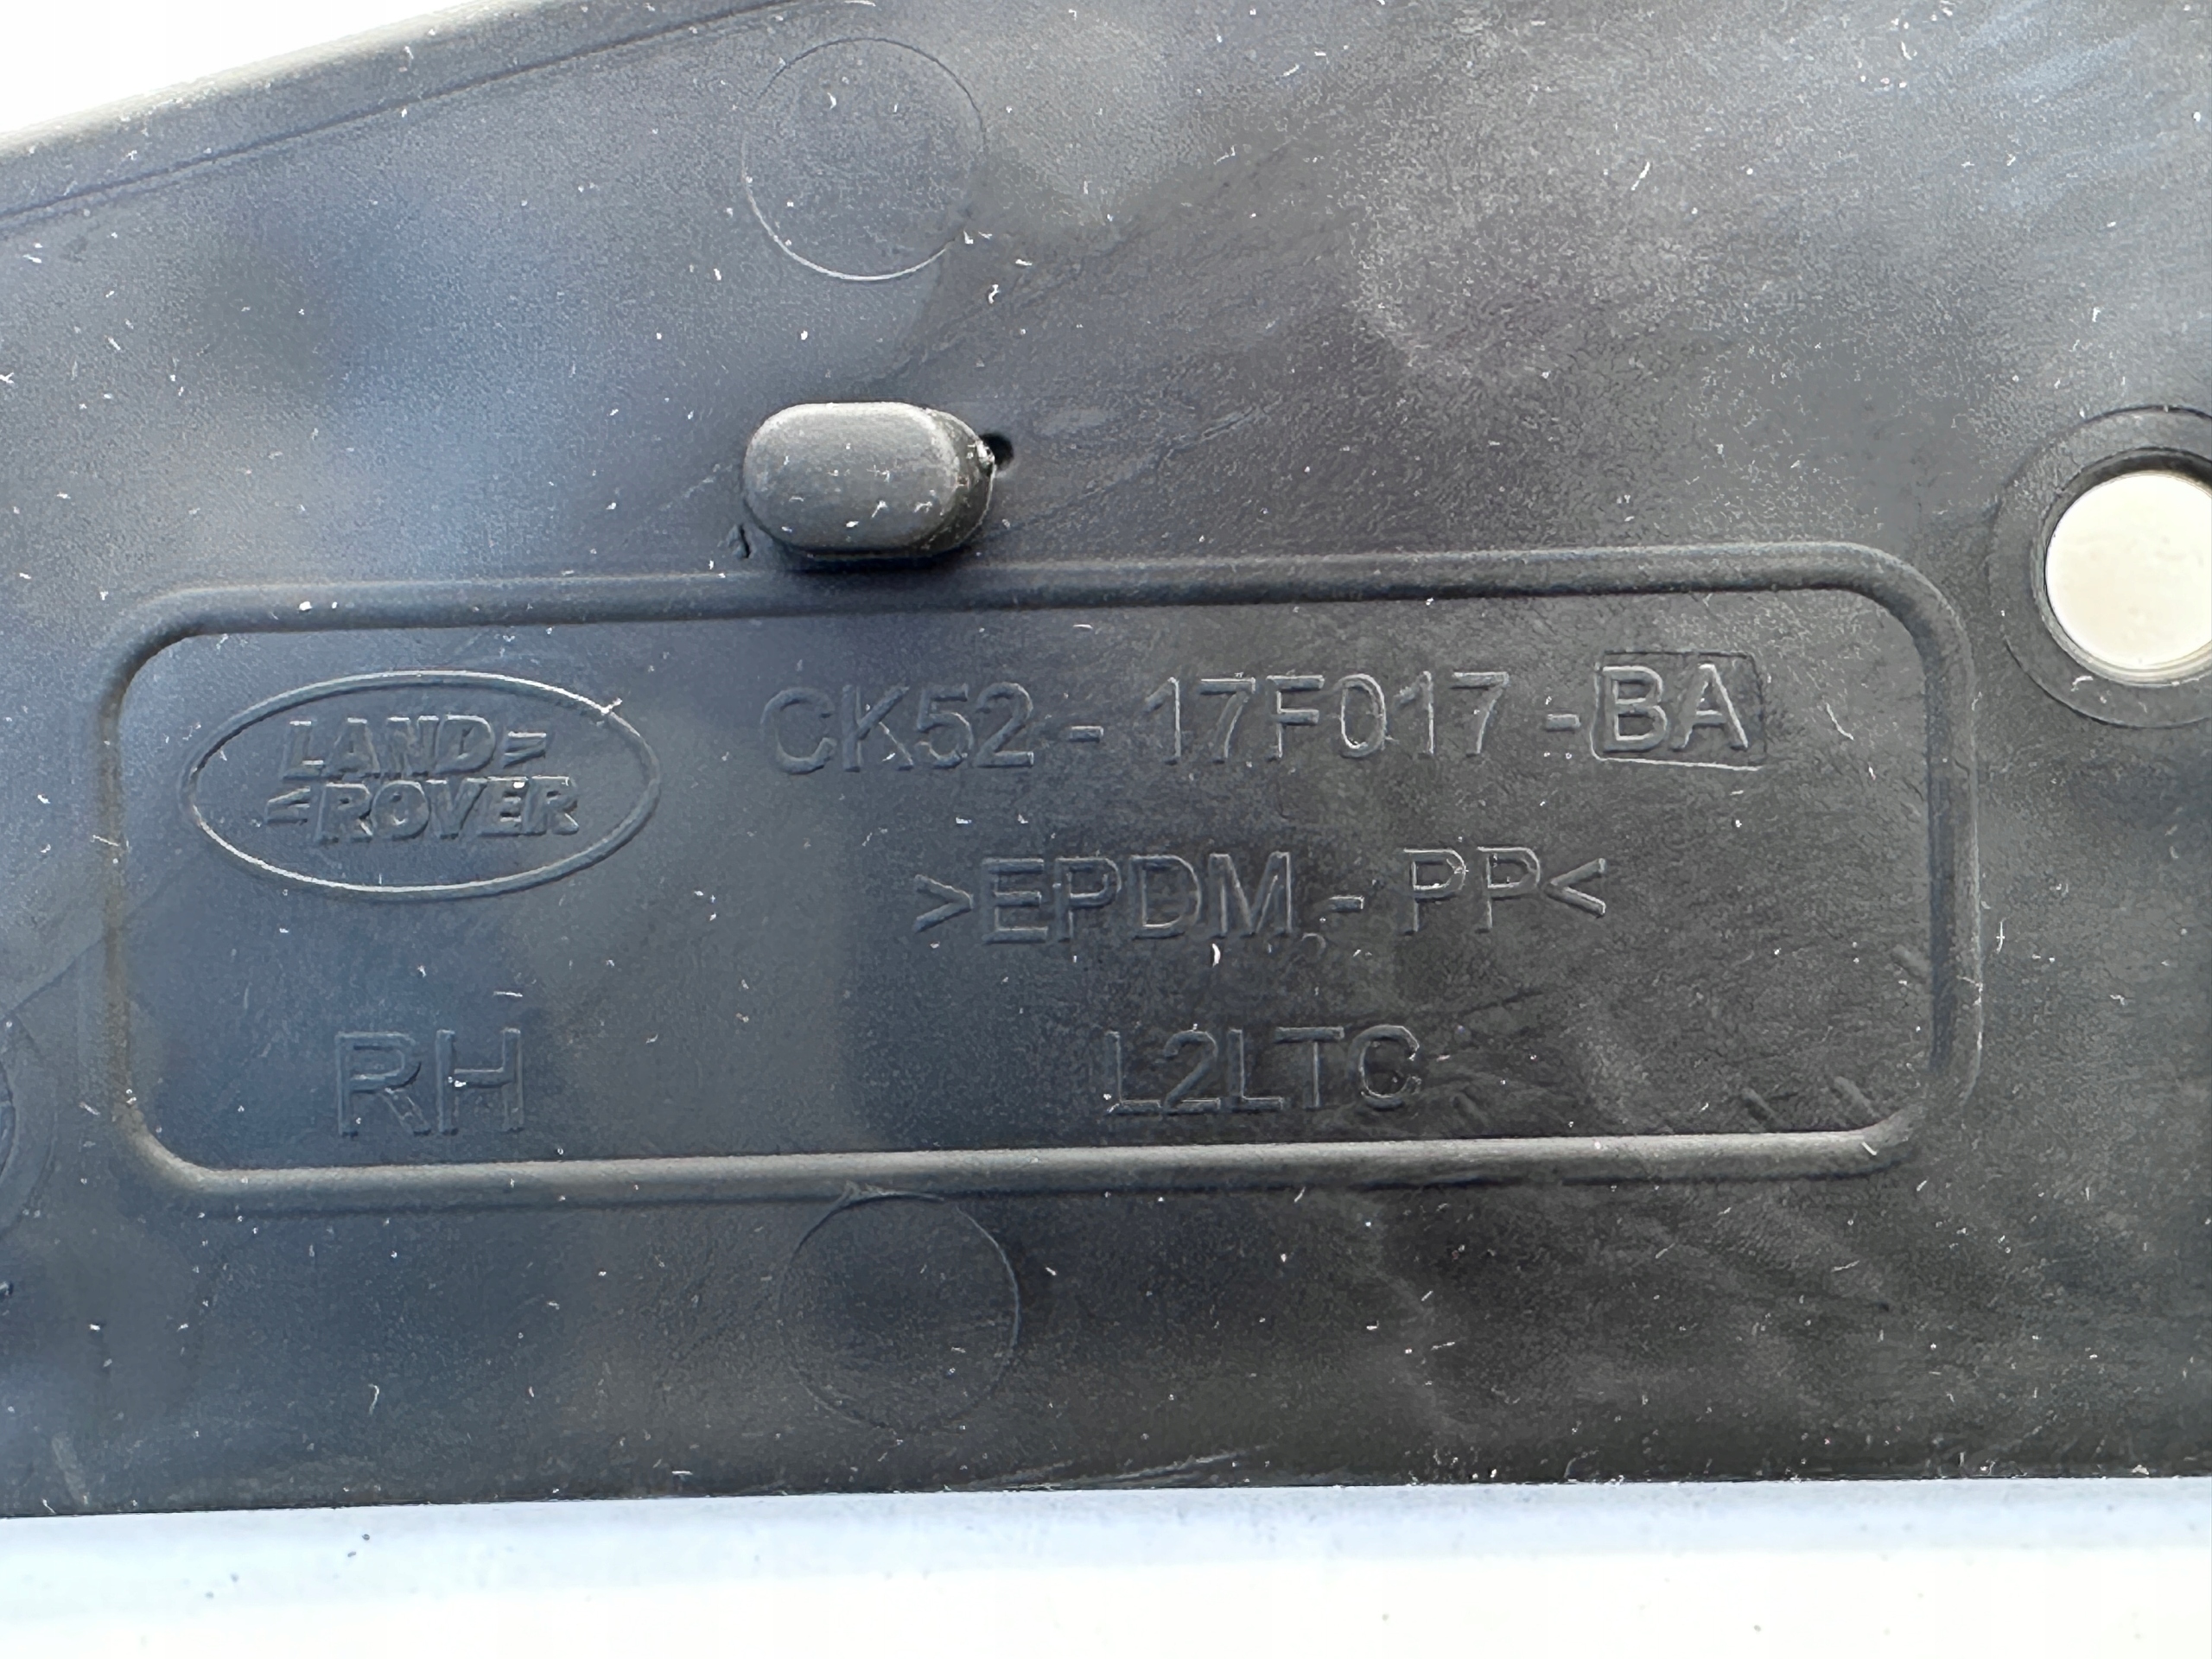 LAND
ROVER
CK52 - 17F017 - BA
>EPDM - PP<
RH
L2LTC